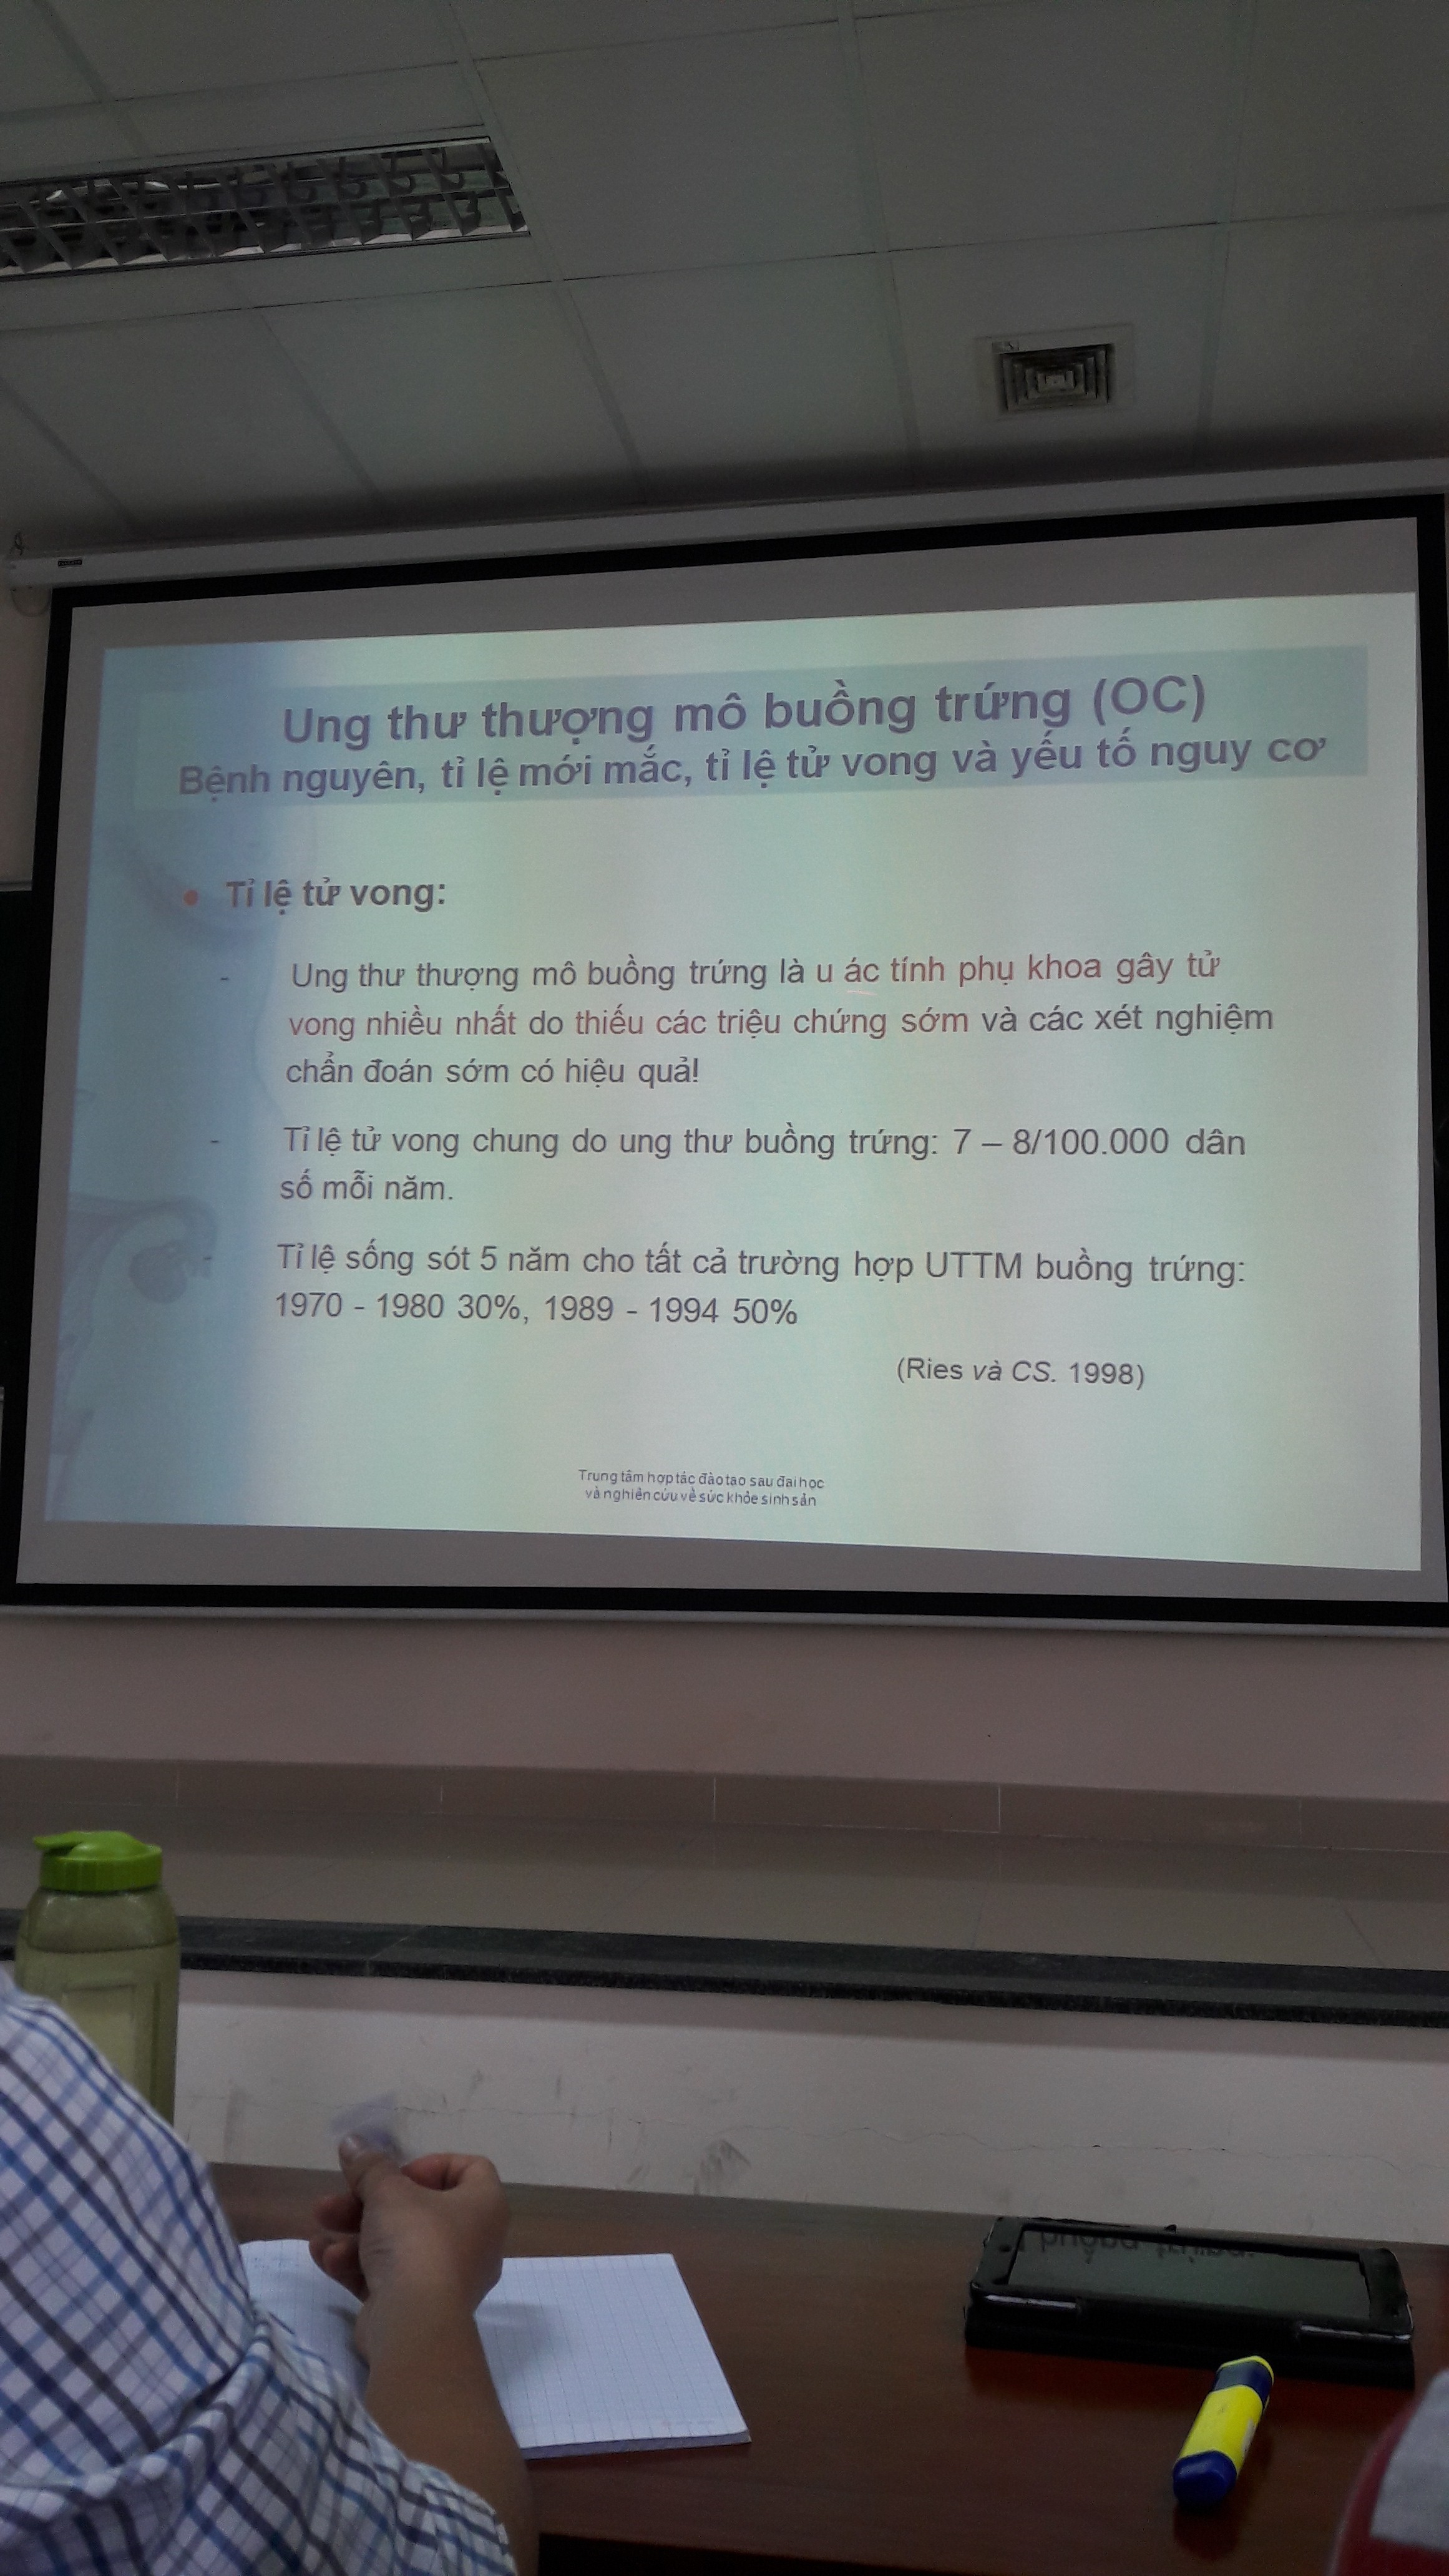 Ung thư thượng mô buồng trứng (OC)
Bệnh nguyên, tỉ lệ mới mắc, tỉ lệ tử vong và yếu tố nguy cơ
• Tỉ lệ tử vong:
- Ung thư thượng mô buồng trứng là u ác tính phụ khoa gây tử
vong nhiều nhất do thiếu các triệu chứng sớm và các xét nghiệm
chẩn đoán sớm có hiệu quả!
- Tỉ lệ tử vong chung do ung thư buồng trứng: 7 – 8/100.000 dân
số mỗi năm.
- Tỉ lệ sống sót 5 năm cho tất cả trường hợp UTTM buồng trứng:
1970 - 1980 30%, 1989 - 1994 50%
(Ries và CS. 1998)
Trung tâm hợp tác đào tạo sau đại học
và nghiên cứu về sức khỏe sinh sản
buồng trứng: